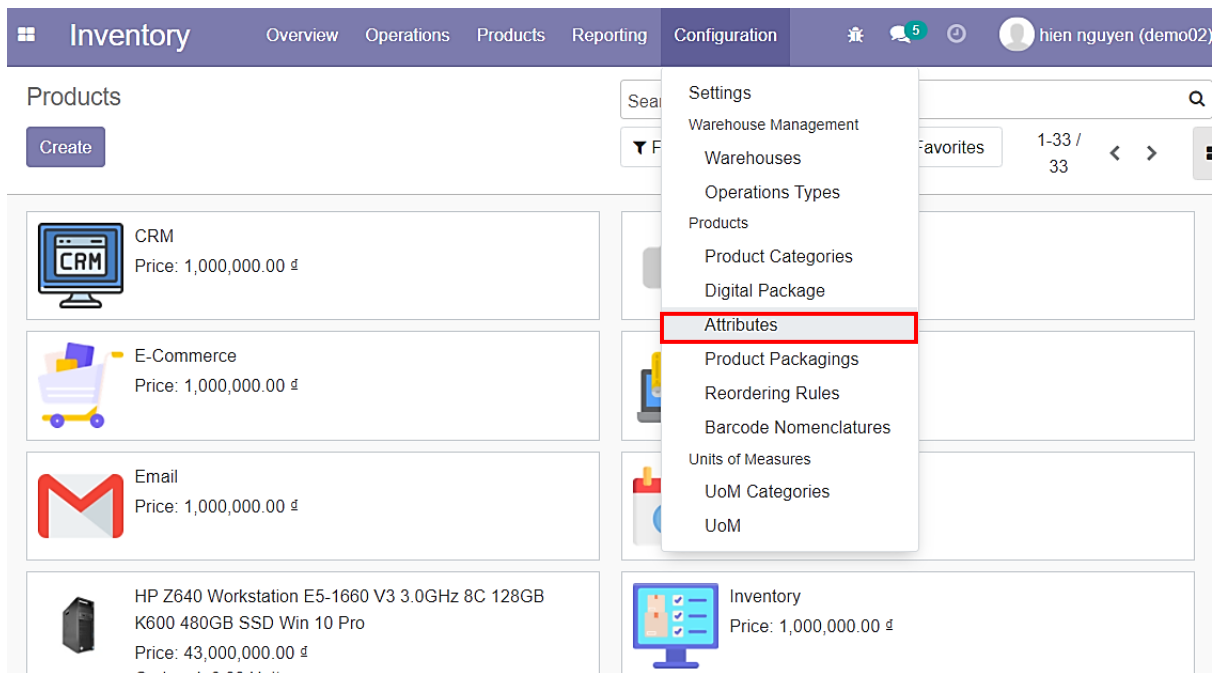 Inventory
Overview
Operations
Products
Reporting
Configuration
5
hien nguyen (demo02)
Products
Create
1-33 /
33
Settings
Warehouse Management
Warehouses
Operations Types
Products
Product Categories
Digital Package
Attributes
Product Packagings
Reordering Rules
Barcode Nomenclatures
Units of Measures
UoM Categories
UoM
CRM
CRM
Price: 1,000,000.00 ₫
E-Commerce
Price: 1,000,000.00 ₫
Email
Price: 1,000,000.00 ₫
HP Z640 Workstation E5-1660 V3 3.0GHz 8C 128GB
K600 480GB SSD Win 10 Pro
Price: 43,000,000.00 ₫
Inventory
Price: 1,000,000.00 ₫